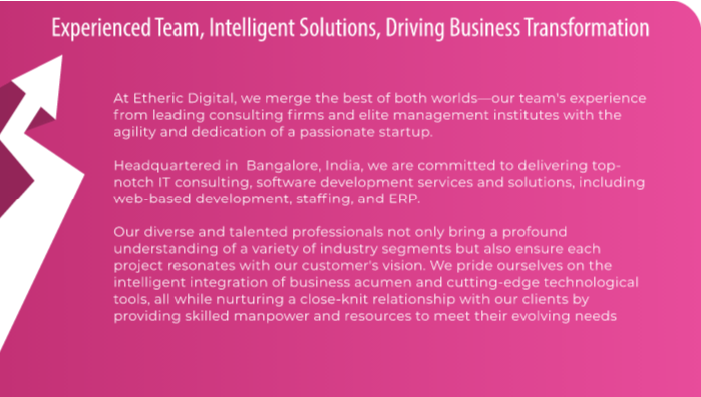 Experienced Team, Intelligent Solutions, Driving Business Transformation
At Etheric Digital, we merge the best of both worlds—our team's experience
from leading consulting firms and elite management institutes with the
agility and dedication of a passionate startup.
Headquartered in Bangalore, India, we are committed to delivering top-
notch IT consulting, software development services and solutions, including
web-based development, staffing, and ERP.
Our diverse and talented professionals not only bring a profound
understanding of a variety of industry segments but also ensure each
project resonates with our customer's vision. We pride ourselves on the
intelligent integration of business acumen and cutting-edge technological
tools, all while nurturing a close-knit relationship with our clients by
providing skilled manpower and resources to meet their evolving needs